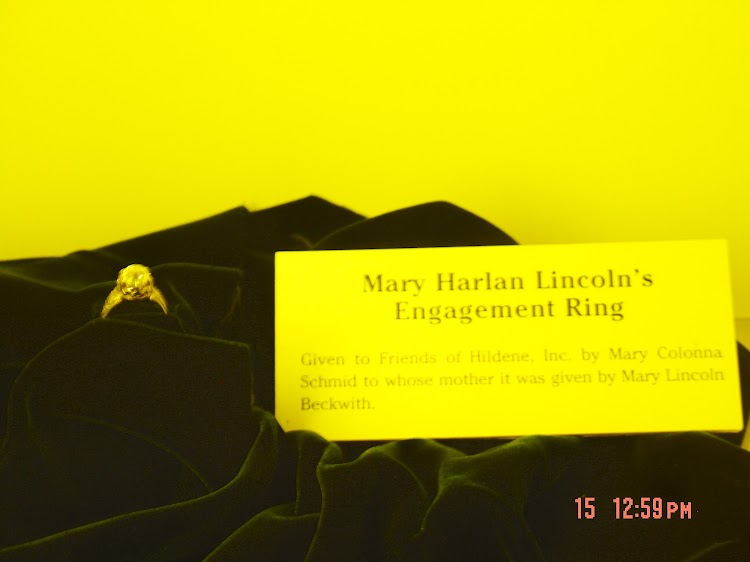 Mary Harlan Lincoln's
Engagement Ring
Given to Friends of Hildene, Inc. by Mary Colonna
Schmid to whose mother it was given by Mary Lincoln
Beckwith.
15 12:59PM